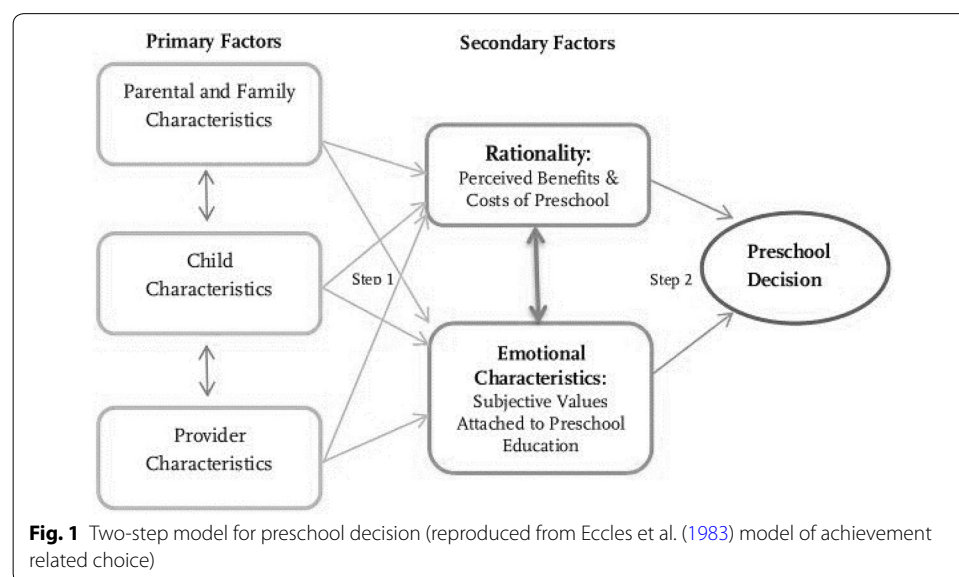 Primary Factors
Secondary Factors
Parental and Family
Characteristics
Child
Characteristics
Provider
Characteristics
Step 1
Rationality:
Perceived Benefits &
Costs of Preschool
Emotional
Characteristics:
Subjective Values
Attached to Preschool
Education
Step 2
Preschool
Decision
Fig. 1 Two-step model for preschool decision (reproduced from Eccles et al. (1983) model of achievement
related choice)